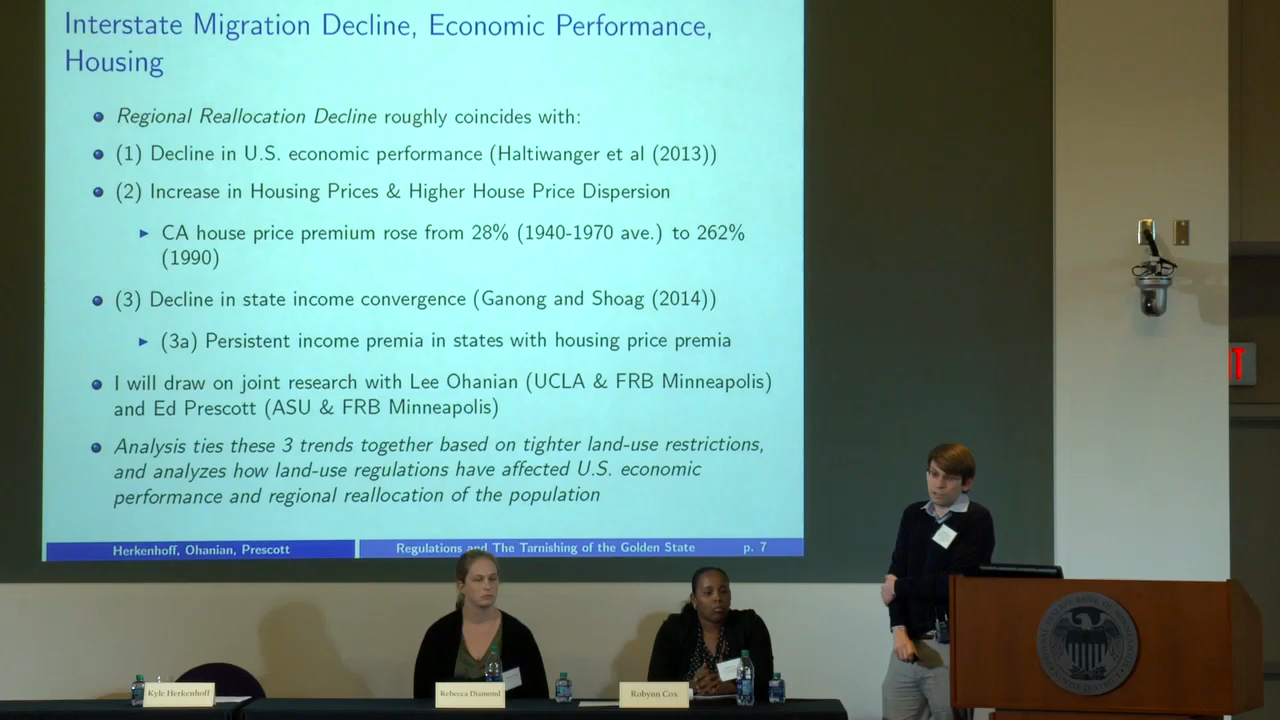 Interstate Migration Decline, Economic Performance,
Housing
Regional Reallocation Decline roughly coincides with:
(1) Decline in U.S. economic performance (Haltiwanger et al (2013))
(2) Increase in Housing Prices & Higher House Price Dispersion
CA house price premium rose from 28% (1940-1970 ave.) to 262%
(1990)
(3) Decline in state income convergence (Ganong and Shoag (2014))
(3a) Persistent income premia in states with housing price premia
I will draw on joint research with Lee Ohanian (UCLA & FRB Minneapolis)
and Ed Prescott (ASU & FRB Minneapolis)
Analysis ties these 3 trends together based on tighter land-use restrictions,
and analyzes how land-use regulations have affected U.S. economic
performance and regional reallocation of the population
Herkenhoff, Ohanian, Prescott
Regulations and The Tarnishing of the Golden State
p. 7
IT
Kyle Herkenhoff
Rebecca Diamond
Robynn Cox